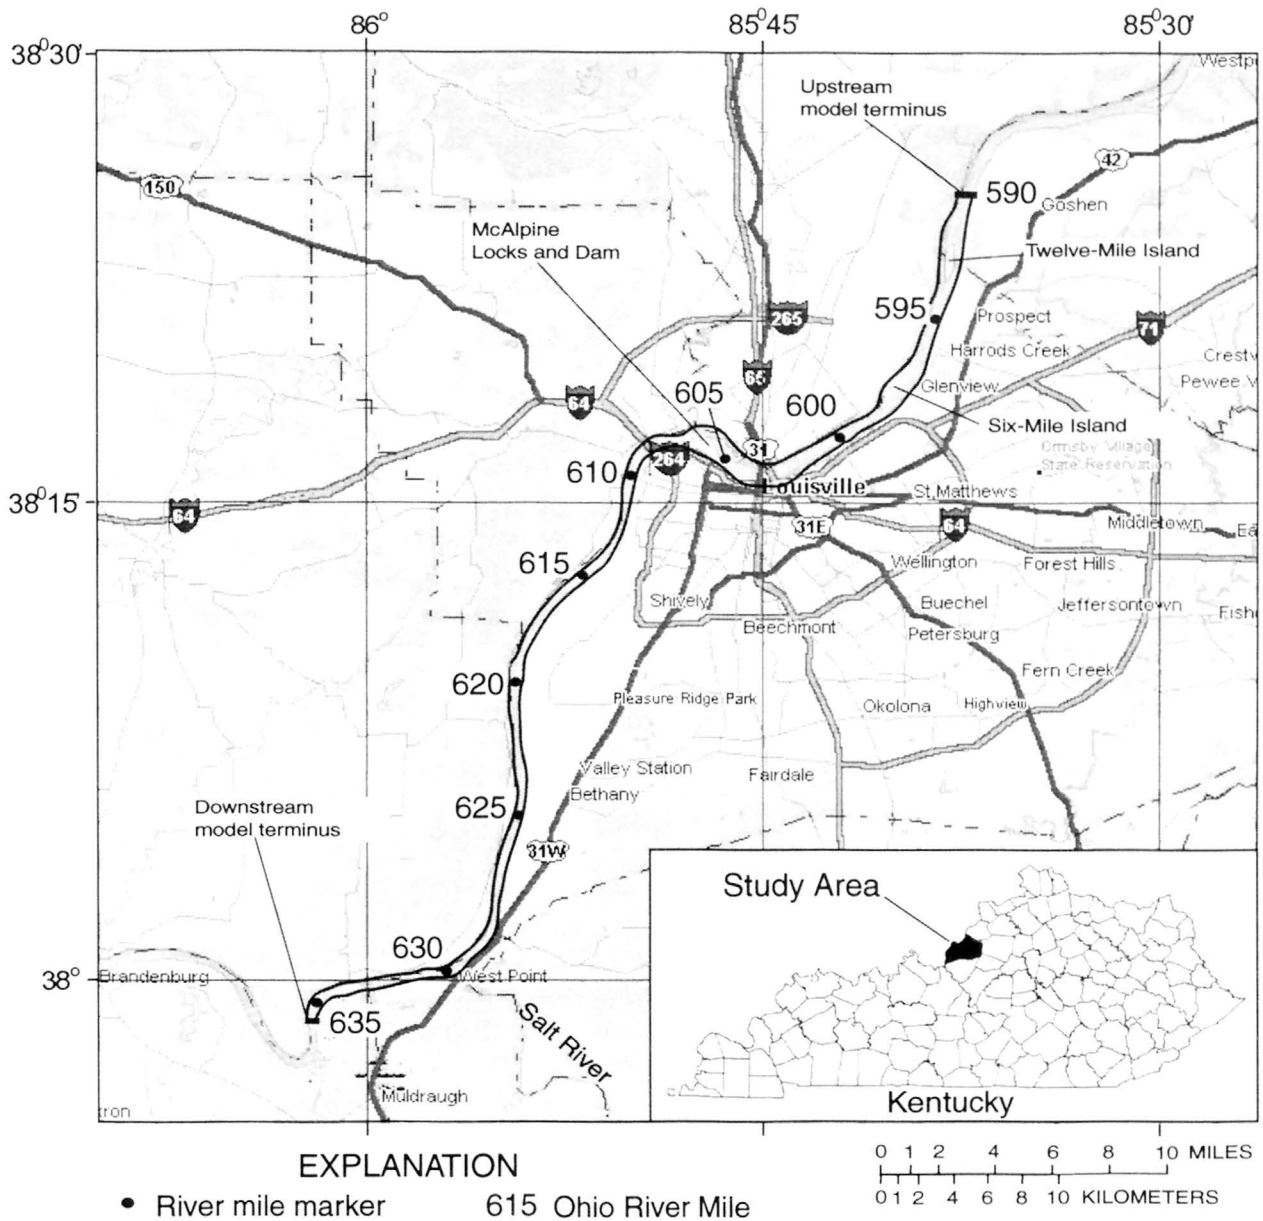 86°
85°45'
85°30'
38°30'
Upstream
model terminus
42
150
590
Goshen
McAlpine
Locks and Dam
Twelve-Mile Island
595
265
Prospect
71
Harrods Creek
65
605
Glenview
64
600
Six-Mile Island
31
Ormsby Village
State Reservation
264
610
Louisville
38°15'
St.Matthews
64
31E
64
Middletown
615
Wellington
Forest Hills
Shively
Buechel
Jeffersontown
Beechmont
Petersburg
620
Fern Creek
Pleasure Ridge Park
Okolona
Highview
Valley Station
Fairdale
Bethany
Downstream
model terminus
625
31W
Study Area
630
38°
Brandenburg
West Point
635
Salt River
Muldraugh
Kentucky
0 1 2 4 6 8 10 MILES
0 1 2 4 6 8 10 KILOMETERS
EXPLANATION
River mile marker
615 Ohio River Mile